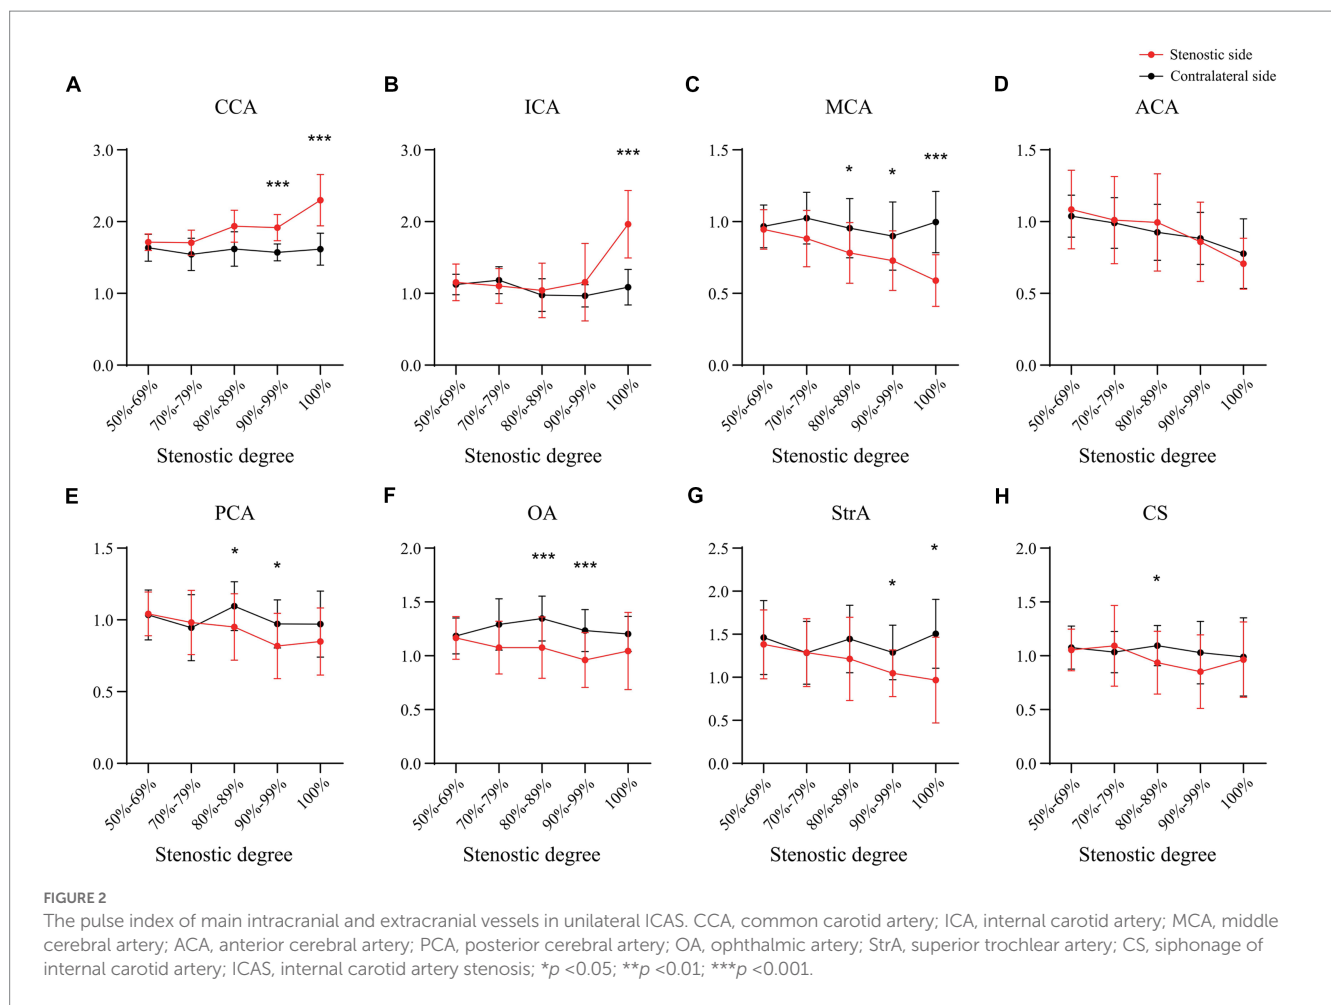 Stenostic side
Contralateral side
A
CCA
***
***
3.0
2.0
1.0
0.0
50%-69%
70%-79%
80%-89%
90%-99%
100%
Stenostic degree
B
ICA
***
3.0
2.0
1.0
0.0
50%-69%
70%-79%
80%-89%
90%-99%
100%
Stenostic degree
C
MCA
*
*
***
1.5
1.0
0.5
0.0
50%-69%
70%-79%
80%-89%
90%-99%
100%
Stenostic degree
D
ACA
1.5
1.0
0.5
0.0
50%-69%
70%-79%
80%-89%
90%-99%
100%
Stenostic degree
E
PCA
*
*
1.5
1.0
0.5
0.0
50%-69%
70%-79%
80%-89%
90%-99%
100%
Stenostic degree
F
OA
***
***
2.0
1.5
1.0
0.5
0.0
50%-69%
70%-79%
80%-89%
90%-99%
100%
Stenostic degree
G
StrA
*
*
2.5
2.0
1.5
1.0
0.5
0.0
50%-69%
70%-79%
80%-89%
90%-99%
100%
Stenostic degree
H
CS
*
2.0
1.5
1.0
0.5
0.0
50%-69%
70%-79%
80%-89%
90%-99%
100%
Stenostic degree
FIGURE 2
The pulse index of main intracranial and extracranial vessels in unilateral ICAS. CCA, common carotid artery; ICA, internal carotid artery; MCA, middle
cerebral artery; ACA, anterior cerebral artery; PCA, posterior cerebral artery; OA, ophthalmic artery; StrA, superior trochlear artery; CS, siphonage of
internal carotid artery; ICAS, internal carotid artery stenosis; *p <0.05; **p <0.01; ***p <0.001.